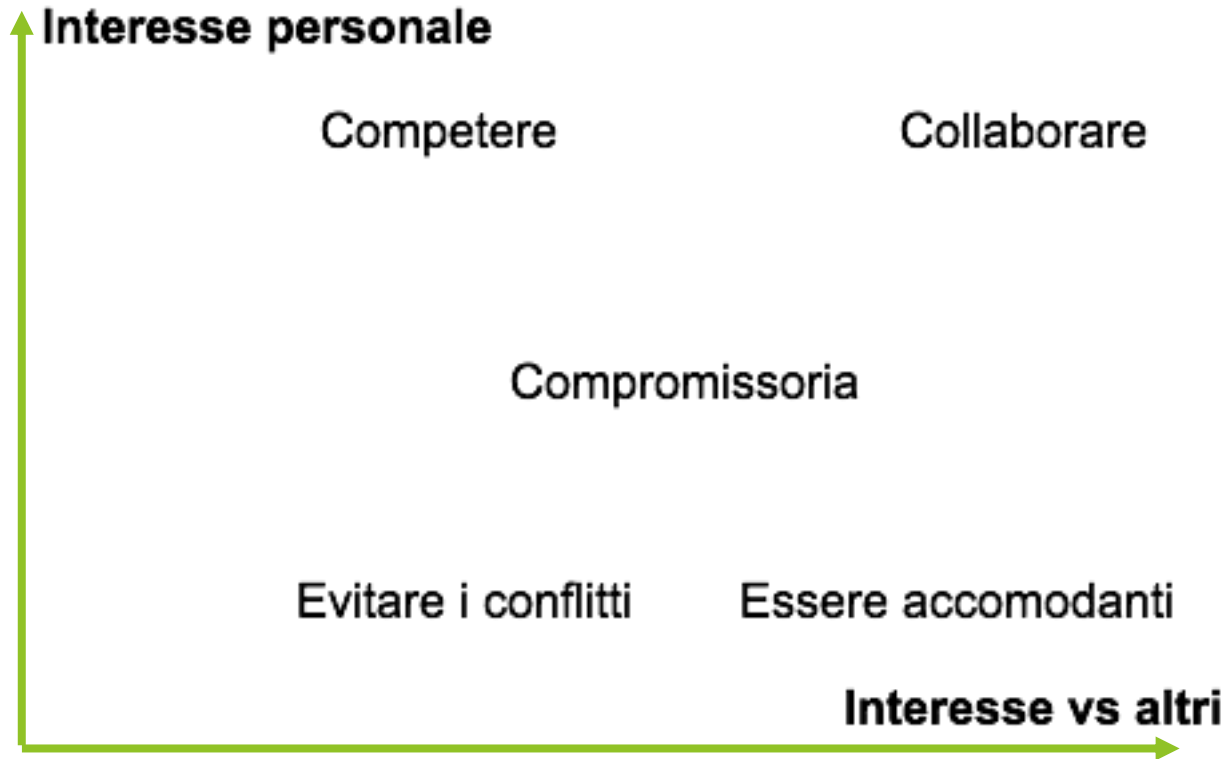 Interesse personale
Competere Collaborare
Compromissoria
Evitare i conflitti Essere accomodanti
Interesse vs altri